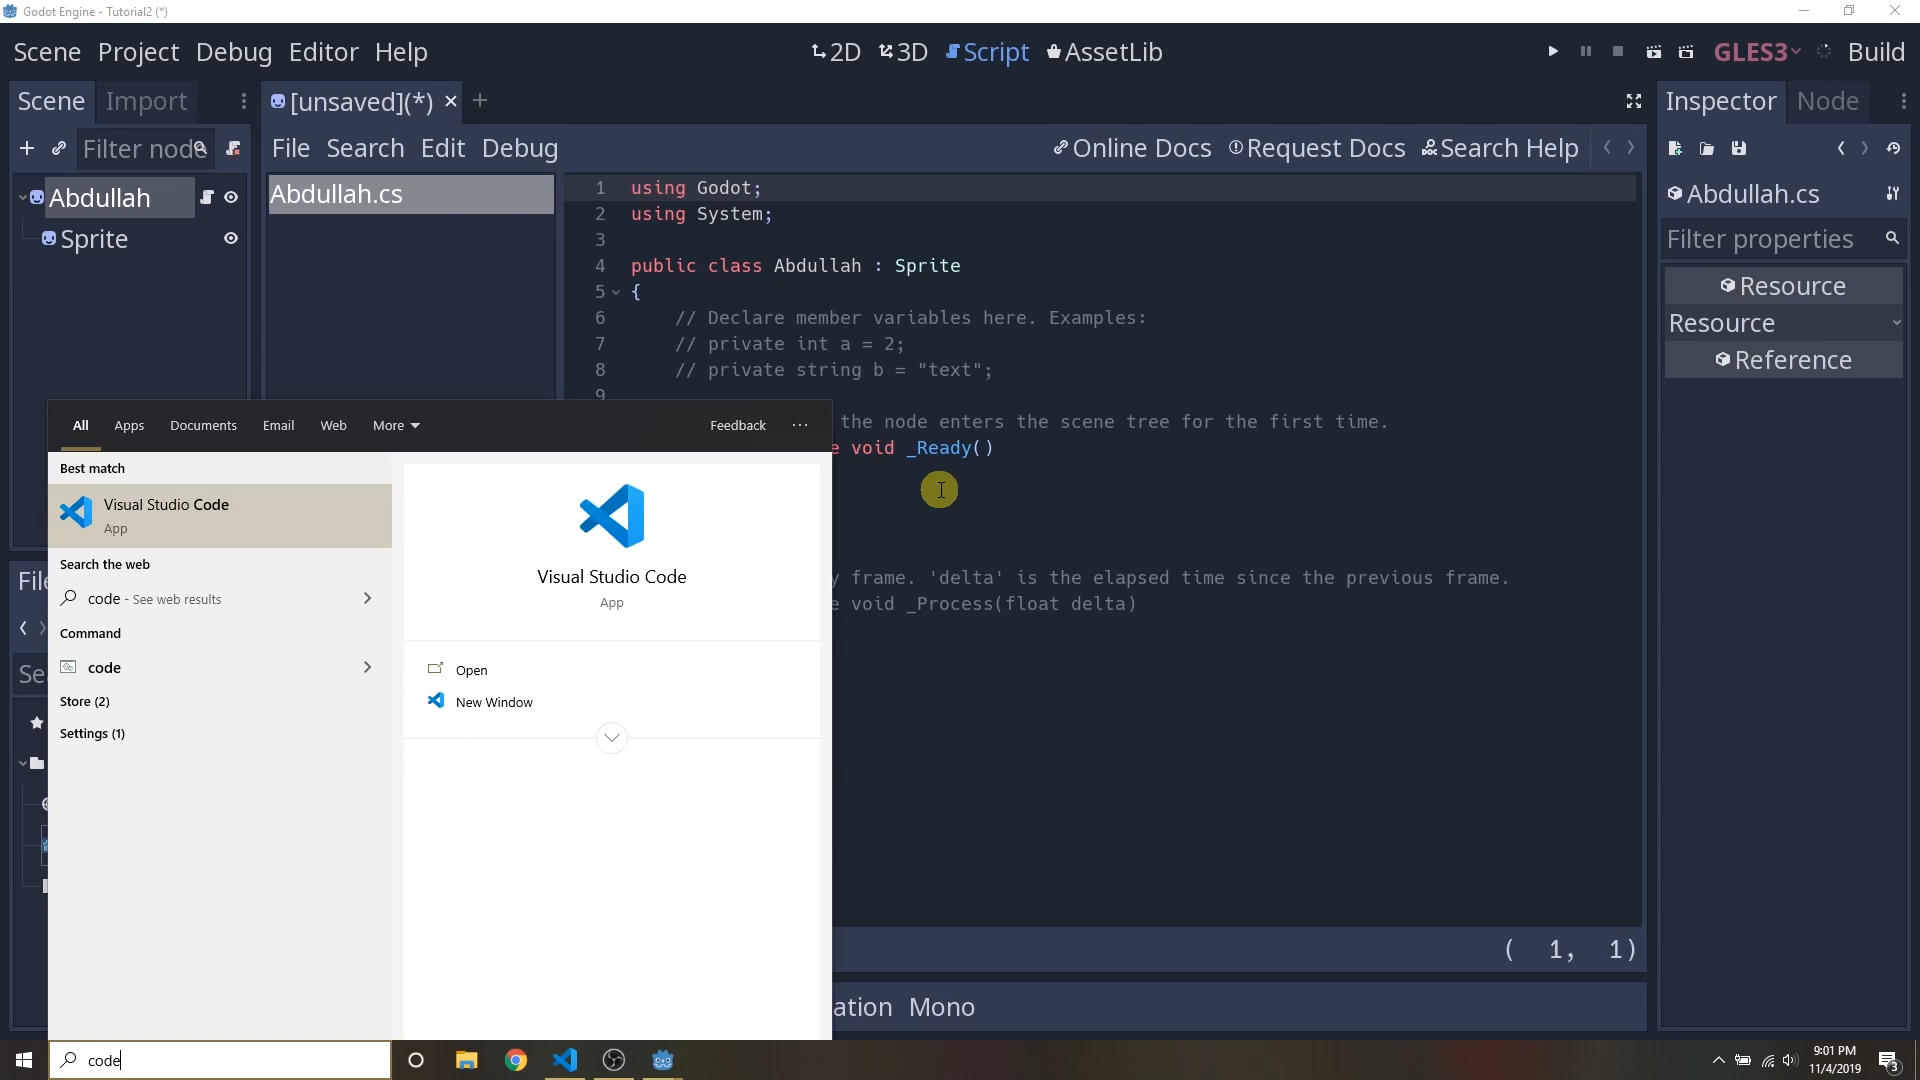 Godot Engine - Tutorial2 (*)
Scene Project Debug Editor Help
2D 3D Script AssetLib
GLES3 Build
Scene Import
[unsaved](*)
Inspector Node
Filter node
File Search Edit Debug
Online Docs Request Docs Search Help
Abdullah
Sprite
Abdullah.cs
1 using Godot;
2 using System;
3
4 public class Abdullah : Sprite
5 {
6 // Declare member variables here. Examples:
7 // private int a = 2;
8 // private string b = "text";
9
the node enters the scene tree for the first time.
e void _Ready()
y frame. 'delta' is the elapsed time since the previous frame.
e void _Process(float delta)
( 1, 1)
ation Mono
Abdullah.cs
Filter properties
Resource
Resource
Reference
File
Sea
All Apps Documents Email Web More Feedback ...
Best match
Visual Studio Code
App
Search the web
code - See web results
Command
code
Store (2)
Settings (1)
Visual Studio Code
App
Open
New Window
code
9:01 PM
11/4/2019
3